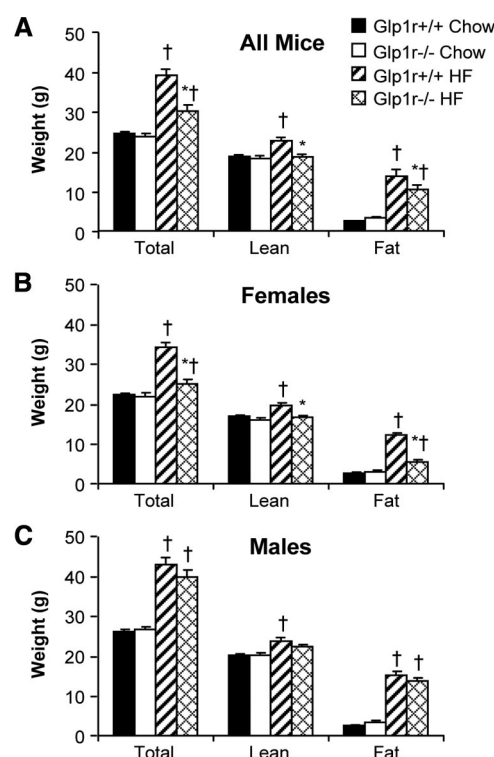 A
All Mice
Glp1r+/+ Chow
Glp1r-/- Chow
Glp1r+/+ HF
Glp1r-/- HF
Weight (g)
50
40
30
20
10
0
†
*†
†
*
†
*†
Total Lean Fat
B
Females
Weight (g)
50
40
30
20
10
0
†
*†
†
*
†
*†
Total Lean Fat
C
Males
Weight (g)
50
40
30
20
10
0
† †
†
† †
Total Lean Fat